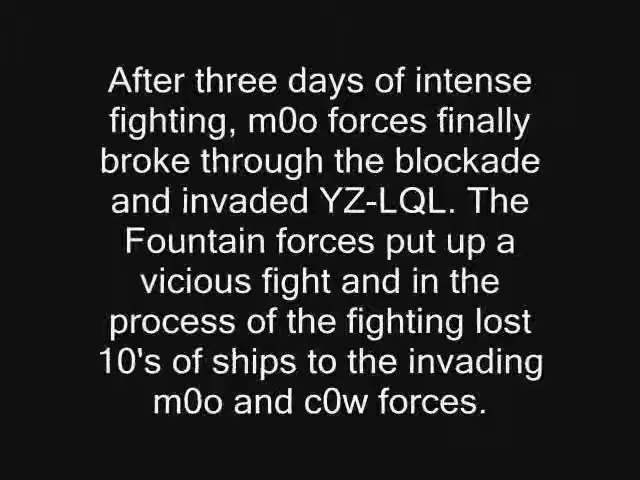 After three days of intense
fighting, m0o forces finally
broke through the blockade
and invaded YZ-LQL. The
Fountain forces put up a
vicious fight and in the
process of the fighting lost
10's of ships to the invading
m0o and c0w forces.